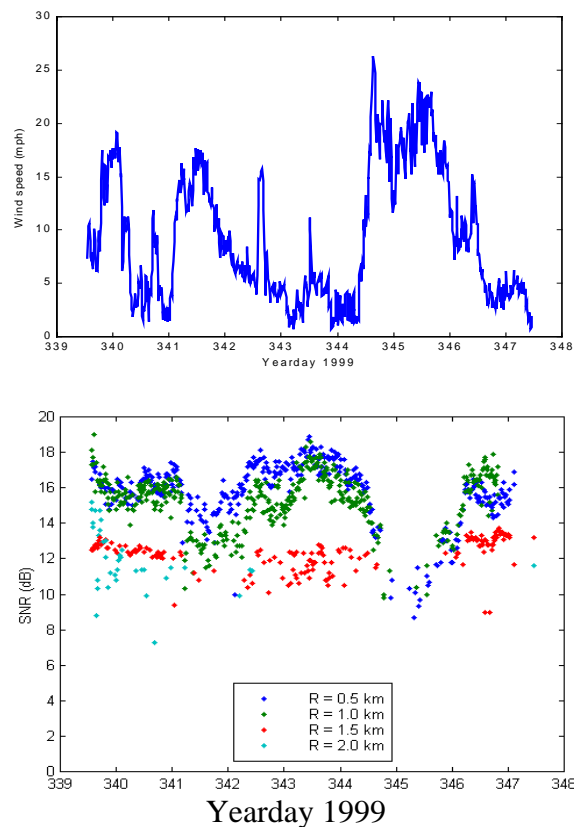 30
25
20
15
10
5
0
Wind speed (mph)
339 340 341 342 343 344 345 346 347 348
Yearday 1999
20
18
16
14
12
10
8
6
4
2
0
SNR (dB)
R = 0.5 km
R = 1.0 km
R = 1.5 km
R = 2.0 km
339 340 341 342 343 344 345 346 347 348
Yearday 1999